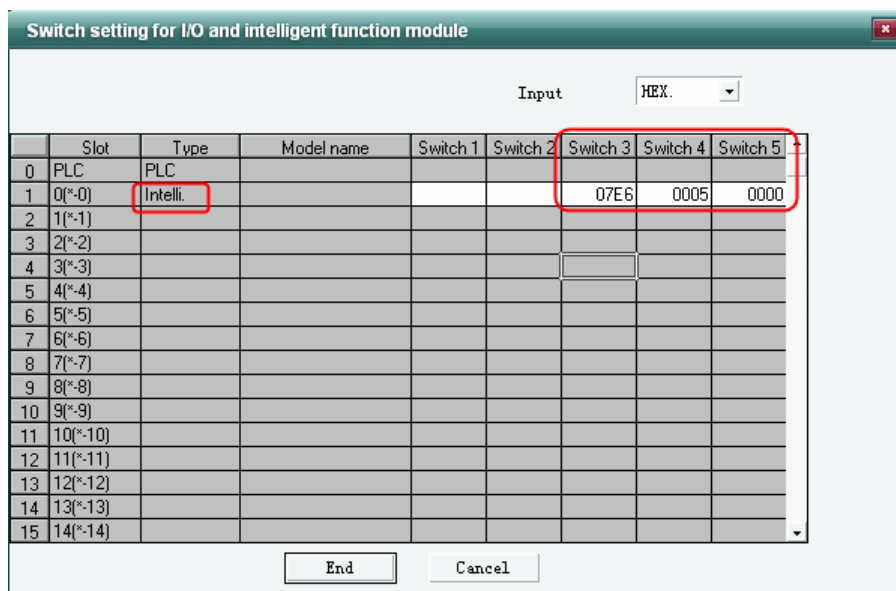 Switch setting for I/O and intelligent function module
Input HEX.
Slot Type Model name Switch 1 Switch 2 Switch 3 Switch 4 Switch 5
0 PLC PLC
1 0(*-0) Intelli. 07E6 0005 0000
2 1(*-1)
3 2(*-2)
4 3(*-3)
5 4(*-4)
6 5(*-5)
7 6(*-6)
8 7(*-7)
9 8(*-8)
10 9(*-9)
11 10(*-10)
12 11(*-11)
13 12(*-12)
14 13(*-13)
15 14(*-14)
End Cancel